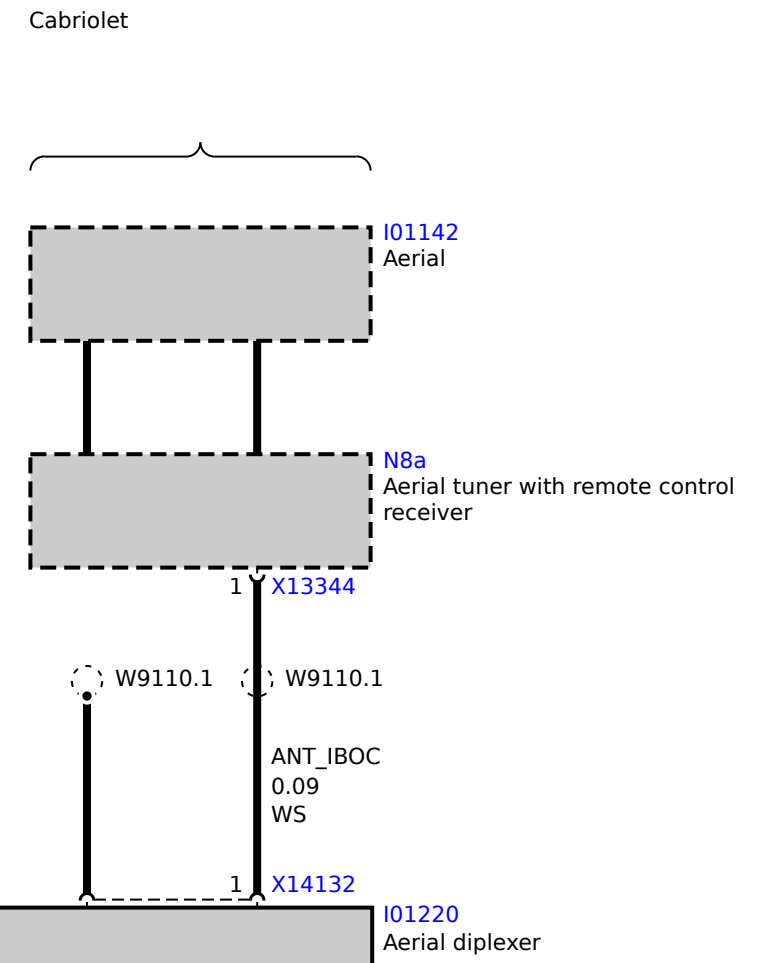 Cabriolet
I01142
Aerial
N8a
Aerial tuner with remote control
receiver
1 X13344
W9110.1 W9110.1
ANT_IBOC
0.09
WS
1 X14132
I01220
Aerial diplexer